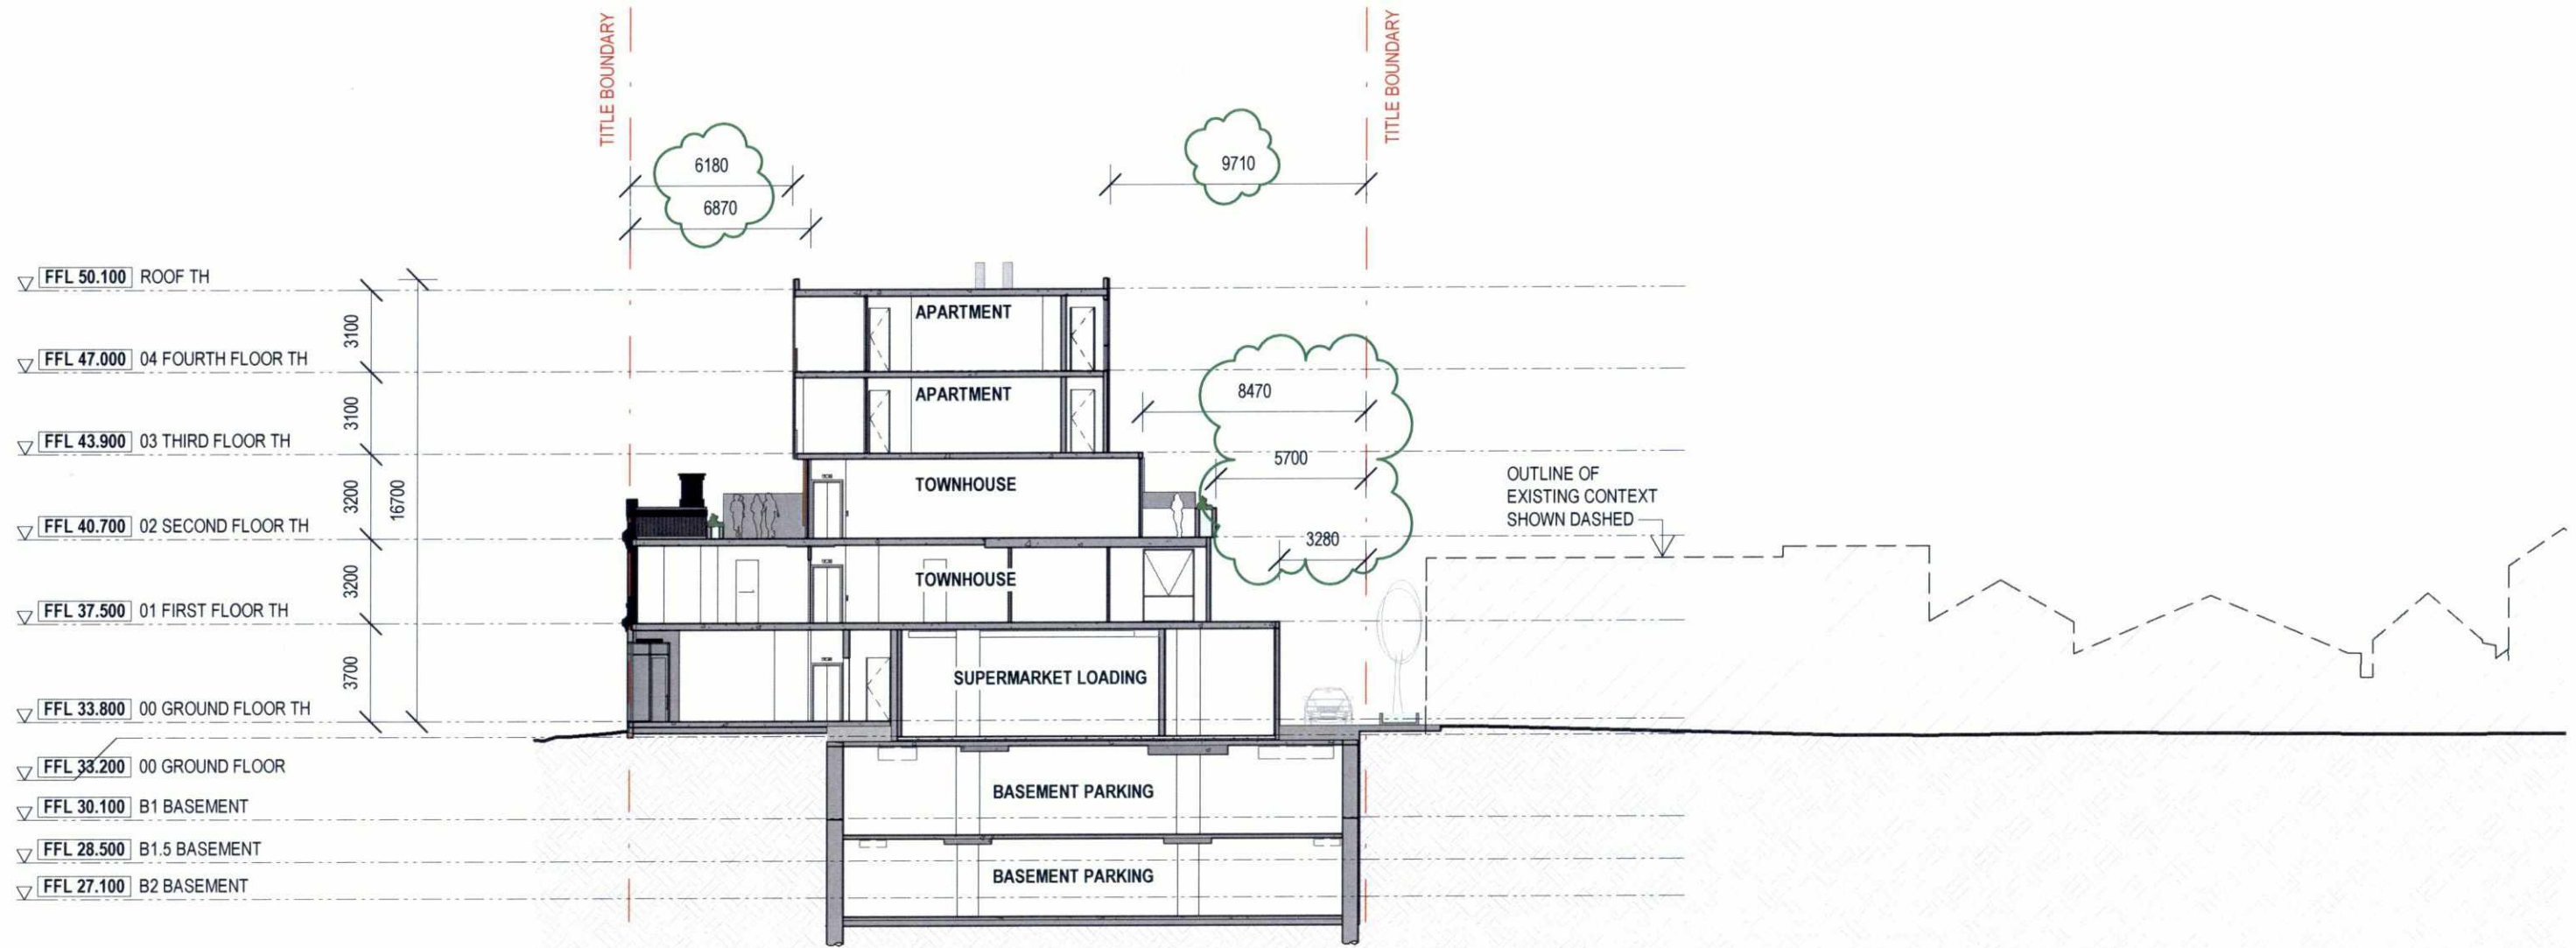 TITLE BOUNDARY
TITLE BOUNDARY
6180
9710
6870
FFL 50.100 ROOF TH
APARTMENT
3100
FFL 47.000 04 FOURTH FLOOR TH
APARTMENT
8470
3100
FFL 43.900 03 THIRD FLOOR TH
5700
OUTLINE OF
EXISTING CONTEXT
SHOWN DASHED
TOWNHOUSE
3200
16700
FFL 40.700 02 SECOND FLOOR TH
3280
TOWNHOUSE
3200
FFL 37.500 01 FIRST FLOOR TH
3700
SUPERMARKET LOADING
FFL 33.800 00 GROUND FLOOR TH
FFL 33.200 00 GROUND FLOOR
BASEMENT PARKING
FFL 30.100 B1 BASEMENT
FFL 28.500 B1.5 BASEMENT
BASEMENT PARKING
FFL 27.100 B2 BASEMENT